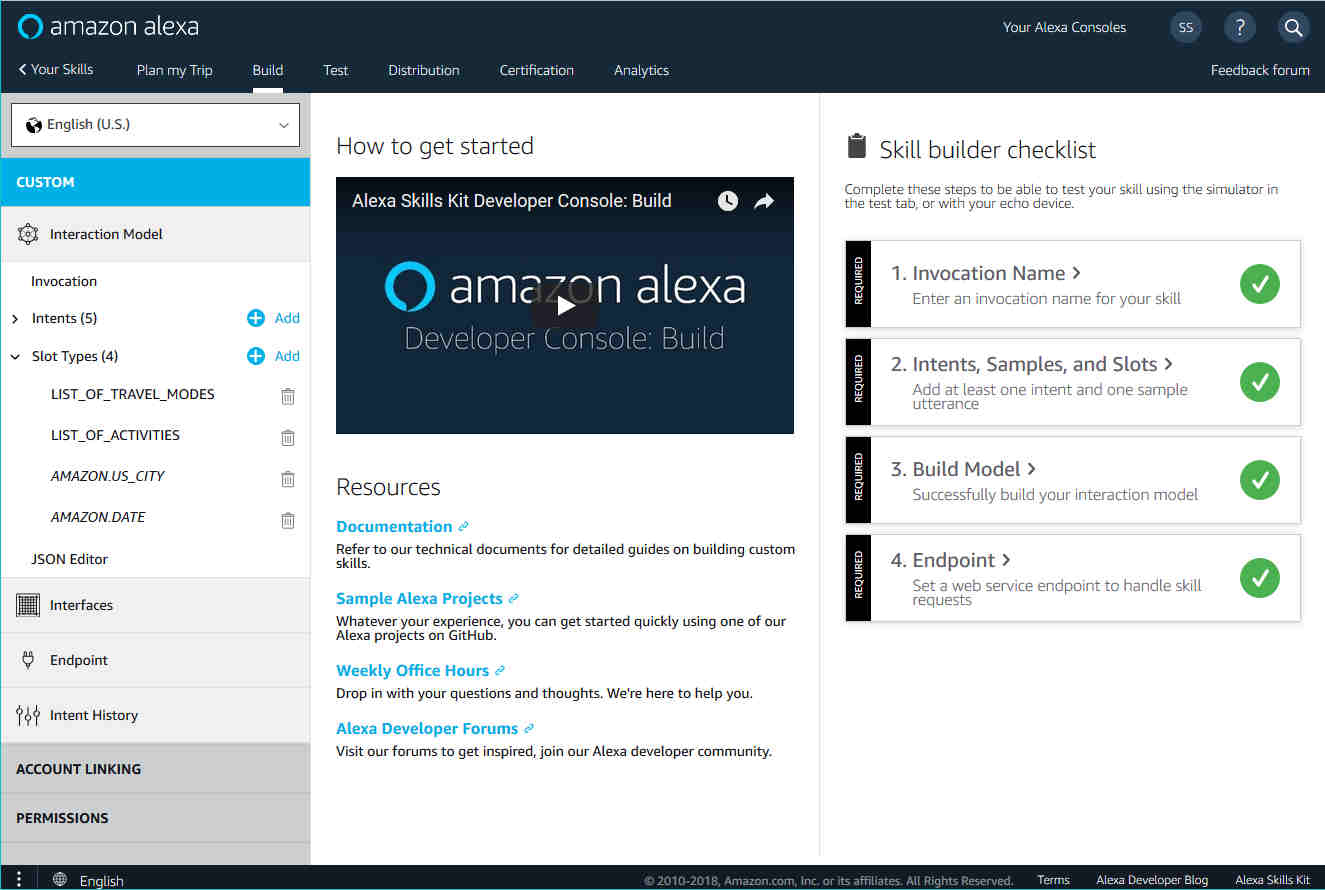 amazon alexa
Your Alexa Consoles
SS
?
Your Skills
Plan my Trip
Build
Test
Distribution
Certification
Analytics
Feedback forum
English (U.S.)
CUSTOM
Interaction Model
Invocation
Intents (5)
Add
Slot Types (4)
Add
LIST_OF_TRAVEL_MODES
LIST_OF_ACTIVITIES
AMAZON.US_CITY
AMAZON.DATE
JSON Editor
Interfaces
Endpoint
Intent History
ACCOUNT LINKING
PERMISSIONS
How to get started
Alexa Skills Kit Developer Console: Build
amazon alexa
Developer Console: Build
Resources
Documentation
Refer to our technical documents for detailed guides on building custom
skills.
Sample Alexa Projects
Whatever your experience, you can get started quickly using one of our
Alexa projects on GitHub.
Weekly Office Hours
Drop in with your questions and thoughts. We're here to help you.
Alexa Developer Forums
Visit our forums to get inspired, join our Alexa developer community.
Skill builder checklist
Complete these steps to be able to test your skill using the simulator in
the test tab, or with your echo device.
REQUIRED
1. Invocation Name >
Enter an invocation name for your skill
REQUIRED
2. Intents, Samples, and Slots >
Add at least one intent and one sample
utterance
REQUIRED
3. Build Model >
Successfully build your interaction model
REQUIRED
4. Endpoint >
Set a web service endpoint to handle skill
requests
English
© 2010-2018, Amazon.com, Inc. or its affiliates. All Rights Reserved.
Terms
Alexa Developer Blog
Alexa Skills Kit